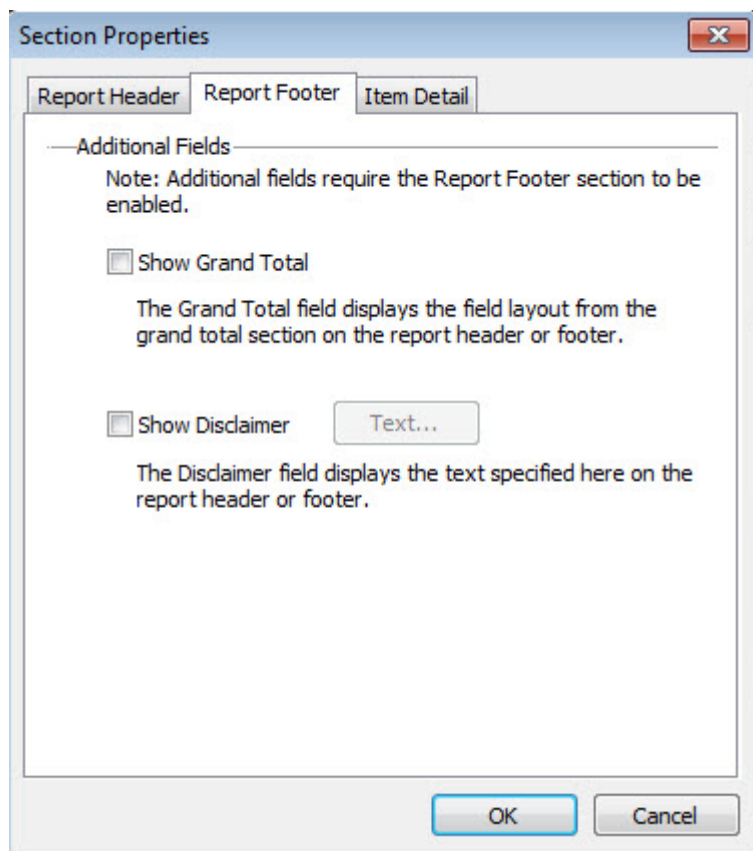 Section Properties
Report Header Report Footer Item Detail
Additional Fields
Note: Additional fields require the Report Footer section to be
enabled.
Show Grand Total
The Grand Total field displays the field layout from the
grand total section on the report header or footer.
Show Disclaimer Text...
The Disclaimer field displays the text specified here on the
report header or footer.
OK Cancel